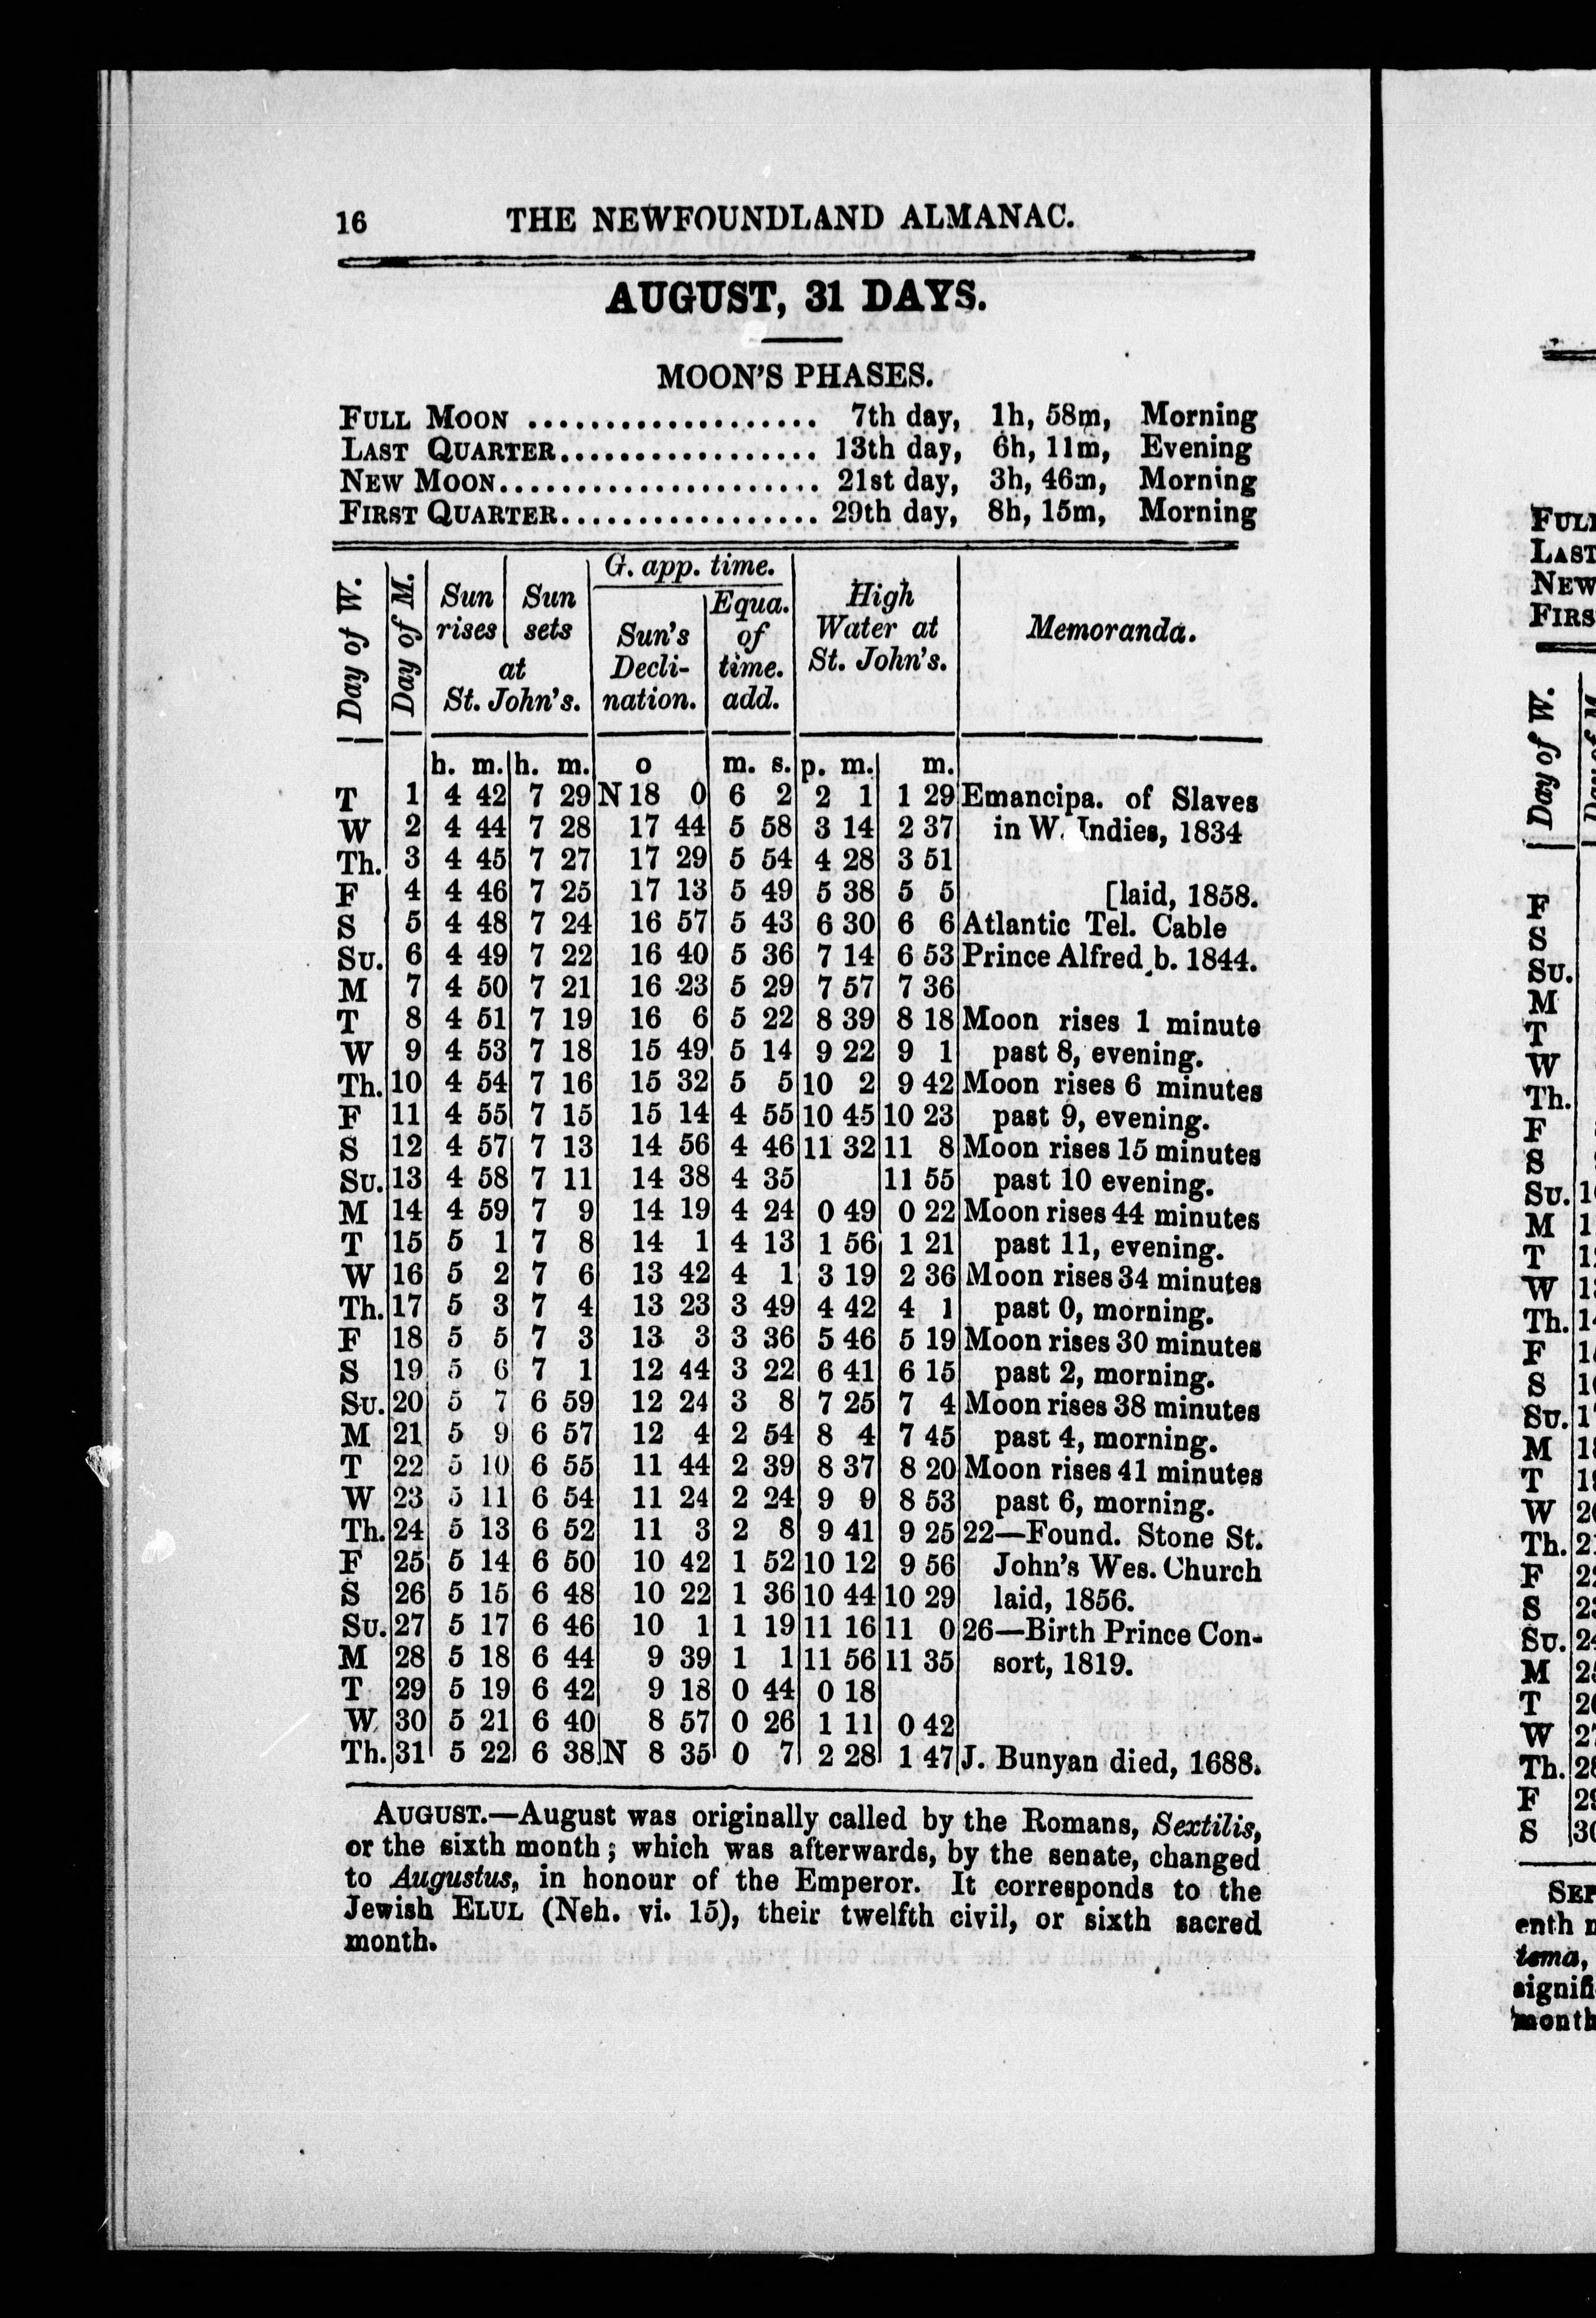 16 THE NEWFOUNDLAND ALMANAC.
AUGUST, 31 DAYS.
MOON'S PHASES.
FULL MOON ................... 7th day, 1h, 58m, Morning
LAST QUARTER................. 13th day, 6h, 11m, Evening
NEW MOON..................... 21st day, 3h, 46m, Morning
FIRST QUARTER................. 29th day, 8h, 15m, Morning
Day of W.
Day of M.
Sun rises
Sun sets
at
St. John's.
G. app. time.
Sun's Decli-
nation.
Equa. of
time.
add.
High
Water at
St. John's.
Memoranda.
h. m. h. m. o m. s. p. m. m.
T 1 4 42 7 29 N 18 0 6 2 2 1 1 29 Emancipa. of Slaves
W 2 4 44 7 28 17 44 5 58 3 14 2 37 in W. Indies, 1834
Th. 3 4 45 7 27 17 29 5 54 4 28 3 51
F 4 4 46 7 25 17 13 5 49 5 38 5 5 [laid, 1858.
S 5 4 48 7 24 16 57 5 43 6 30 6 6 Atlantic Tel. Cable
Su. 6 4 49 7 22 16 40 5 36 7 14 6 53 Prince Alfred b. 1844.
M 7 4 50 7 21 16 23 5 29 7 57 7 36
T 8 4 51 7 19 16 6 5 22 8 39 8 18 Moon rises 1 minute
W 9 4 53 7 18 15 49 5 14 9 22 9 1 past 8, evening.
Th. 10 4 54 7 16 15 32 5 5 10 2 9 42 Moon rises 6 minutes
F 11 4 55 7 15 15 14 4 55 10 45 10 23 past 9, evening.
S 12 4 57 7 13 14 56 4 46 11 32 11 8 Moon rises 15 minutes
Su. 13 4 58 7 11 14 38 4 35 11 55 past 10 evening.
M 14 4 59 7 9 14 19 4 24 0 49 0 22 Moon rises 44 minutes
T 15 5 1 7 8 14 1 4 13 1 56 1 21 past 11, evening.
W 16 5 2 7 6 13 42 4 1 3 19 2 36 Moon rises 34 minutes
Th. 17 5 3 7 4 13 23 3 49 4 42 4 1 past 0, morning.
F 18 5 5 7 3 13 3 3 36 5 46 5 19 Moon rises 30 minutes
S 19 5 6 7 1 12 44 3 22 6 41 6 15 past 2, morning.
Su. 20 5 7 6 59 12 24 3 8 7 25 7 4 Moon rises 38 minutes
M 21 5 9 6 57 12 4 2 54 8 4 7 45 past 4, morning.
T 22 5 10 6 55 11 44 2 39 8 37 8 20 Moon rises 41 minutes
W 23 5 11 6 54 11 24 2 24 9 9 8 53 past 6, morning.
Th. 24 5 13 6 52 11 3 2 8 9 41 9 25 22—Found. Stone St.
F 25 5 14 6 50 10 42 1 52 10 12 9 56 John's Wes. Church
S 26 5 15 6 48 10 22 1 36 10 44 10 29 laid, 1856.
Su. 27 5 17 6 46 10 1 1 19 11 16 11 0 26—Birth Prince Con-
M 28 5 18 6 44 9 39 1 1 11 56 11 35 sort, 1819.
T 29 5 19 6 42 9 18 0 44 0 18
W 30 5 21 6 40 8 57 0 26 1 11 0 42
Th. 31 5 22 6 38 N 8 35 0 7 2 28 1 47 J. Bunyan died, 1688.
AUGUST.—August was originally called by the Romans, Sextilis,
or the sixth month; which was afterwards, by the senate, changed
to Augustus, in honour of the Emperor. It corresponds to the
Jewish ELUL (Neh. vi. 15), their twelfth civil, or sixth sacred
month.
LAST
NEW
Day of W.
F
S
Su.
M
T
W
Th.
F
S
Su.
M
T
W
Th.
F
S
Su.
M
T
W
Th.
F
S
Su.
M
T
W
Th.
F
S